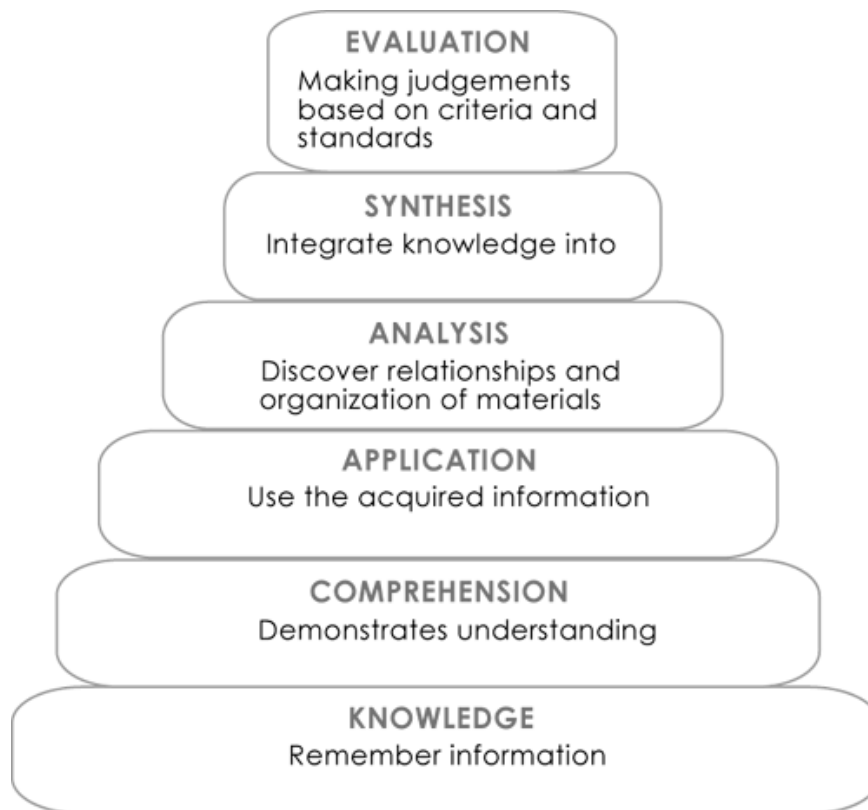 EVALUATION
Making judgements
based on criteria and
standards
SYNTHESIS
Integrate knowledge into
ANALYSIS
Discover relationships and
organization of materials
APPLICATION
Use the acquired information
COMPREHENSION
Demonstrates understanding
KNOWLEDGE
Remember information